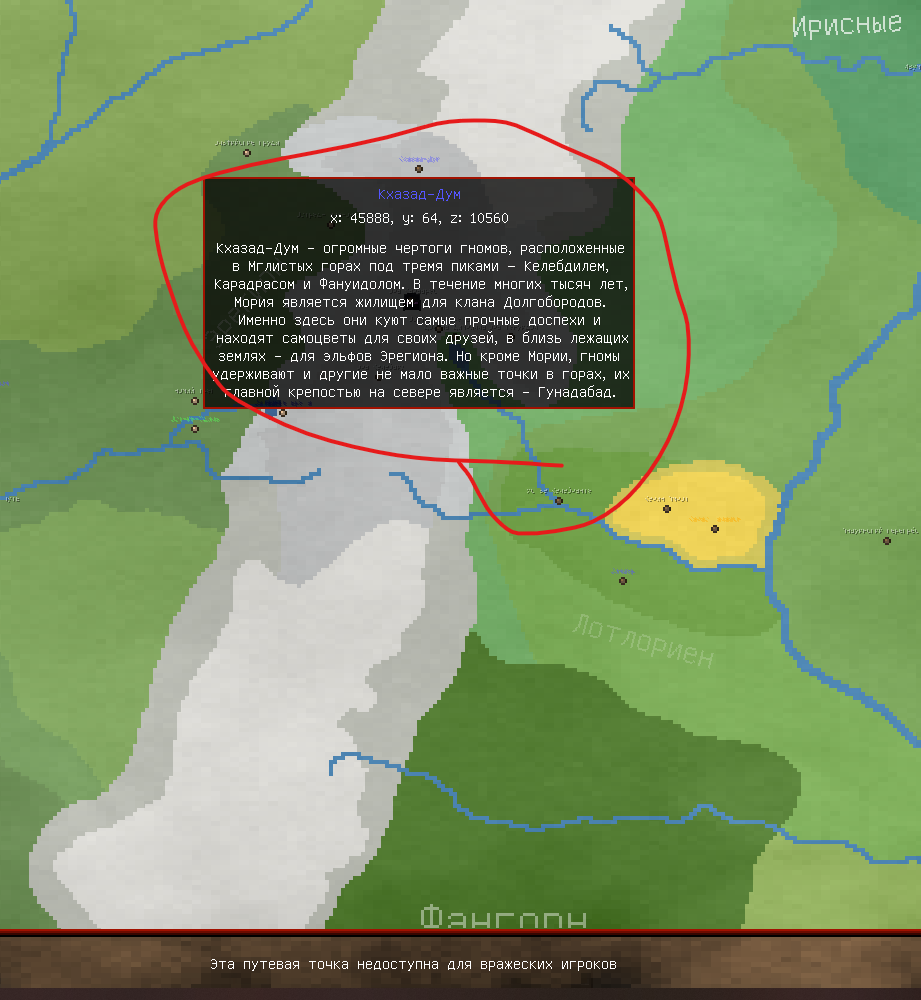 Ирисные
Кхазад-Дум
Кхазад-Дум
x: 45888, y: 64, z: 10560
Кхазад-Дум – огромные чертоги гномов, расположенные
в Мглистых горах под тремя пиками – Келебдилем,
Карадрасом и Фануидолом. В течение многих тысяч лет,
Мория является жилищем для клана Долгобородов.
Именно здесь они куют самые прочные доспехи и
находят самоцветы для своих друзей, в близь лежащих
землях – для эльфов Эрегиона. Но кроме Мории, гномы
удерживают и другие не мало важные точки в горах, их
главной крепостью на севере является – Гунадабад.
Лотлориен
Фангорн
Эта путевая точка недоступна для вражеских игроков